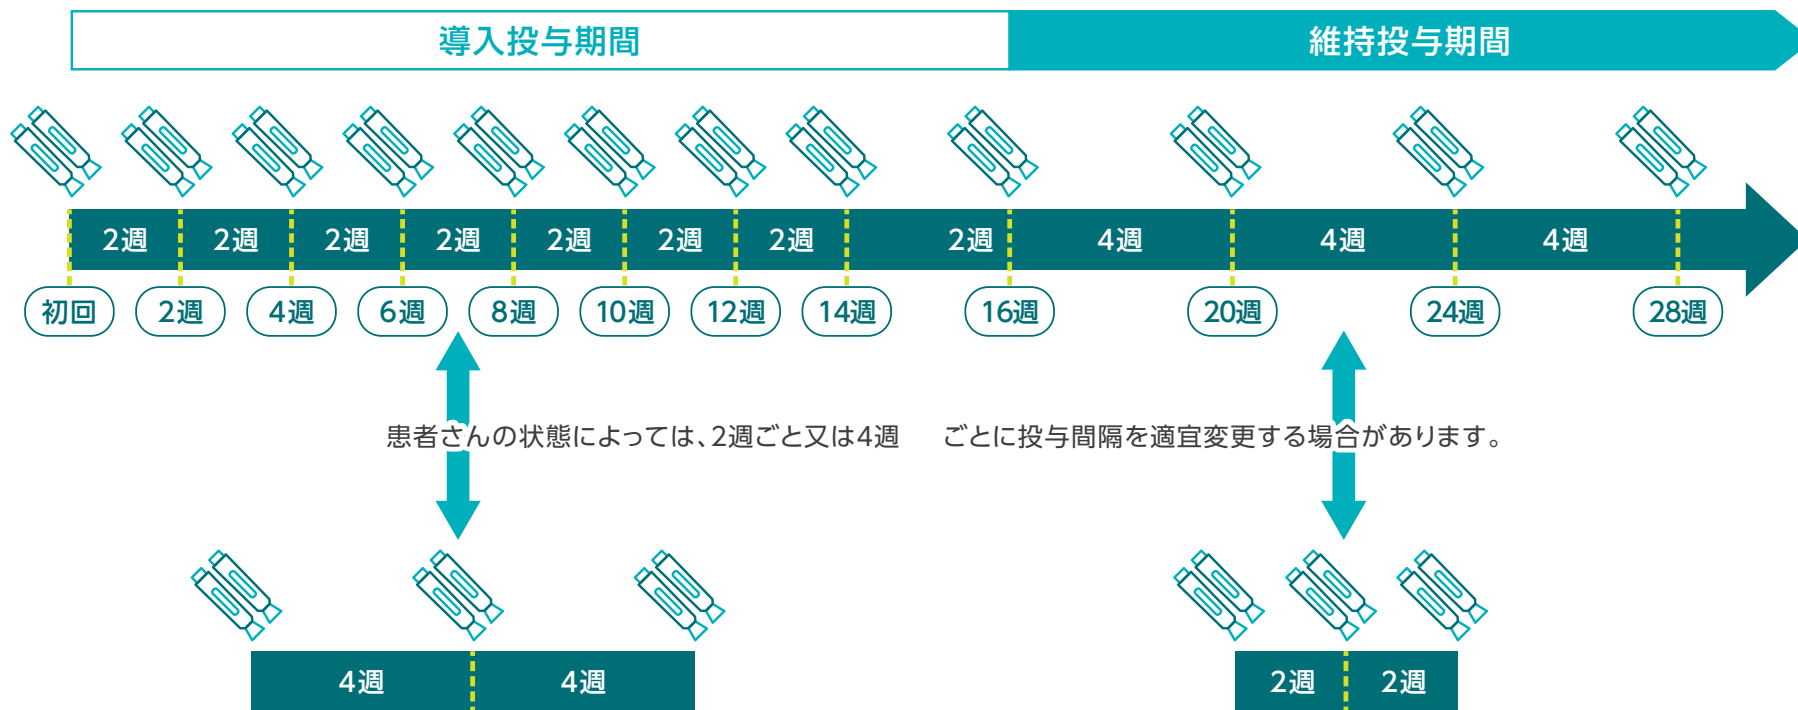 導入投与期間 維持投与期間
2週 2週 2週 2週 2週 2週 2週 2週 4週 4週 4週
初回 2週 4週 6週 8週 10週 12週 14週 16週 20週 24週 28週
患者さんの状態によっては、2週ごと又は4週 ごとに投与間隔を適宜変更する場合があります。
4週 4週 2週 2週